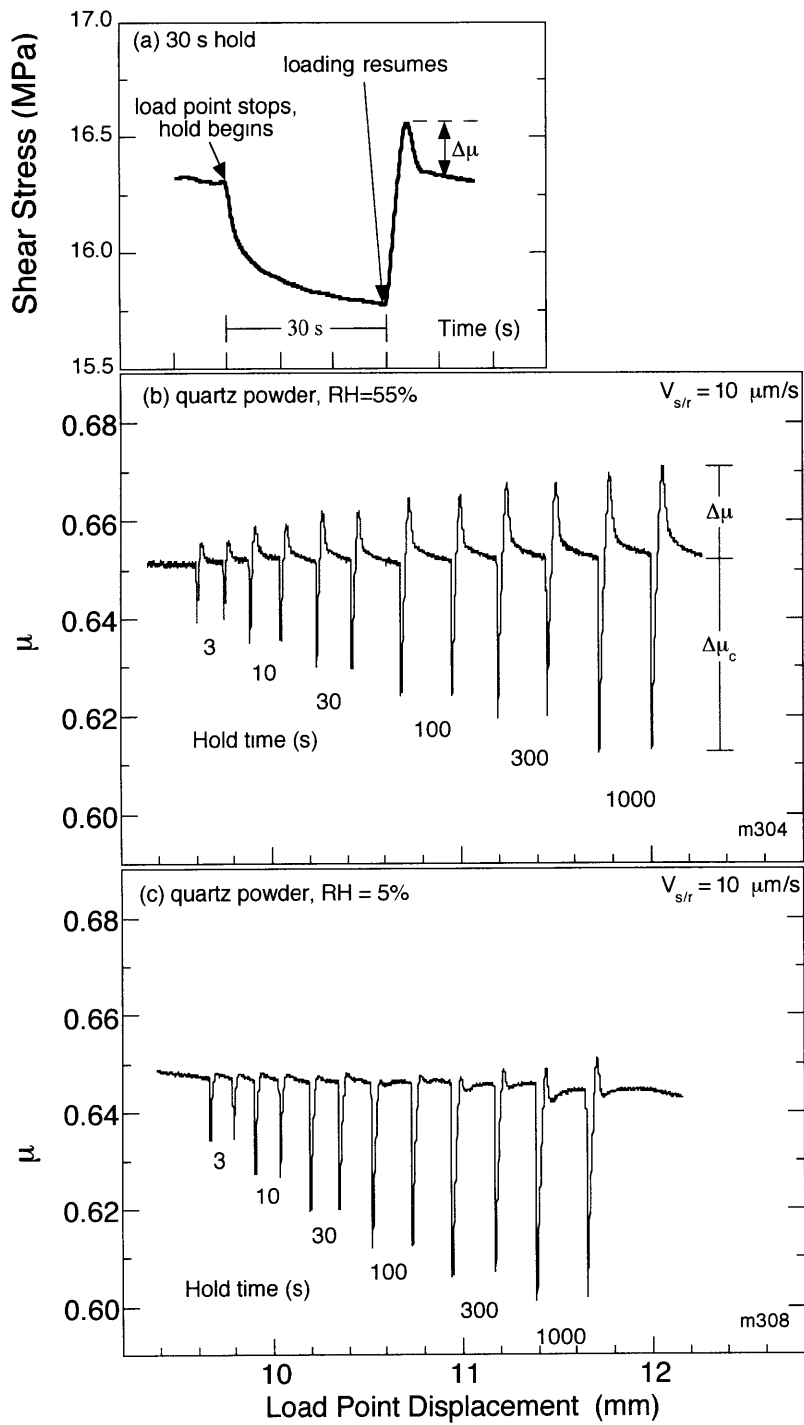 17.0
16.5
16.0
15.5
Shear Stress (MPa)
(a) 30 s hold
loading resumes
load point stops,
hold begins
Δμ
30 s
Time (s)
(b) quartz powder, RH=55%
V_s/r = 10 μm/s
0.68
0.66
0.64
0.62
0.60
μ
Δμ
Δμ_c
3
10
30
100
300
1000
Hold time (s)
m304
(c) quartz powder, RH = 5%
V_s/r = 10 μm/s
0.68
0.66
0.64
0.62
0.60
μ
3
10
30
100
300
1000
Hold time (s)
m308
10
11
12
Load Point Displacement (mm)